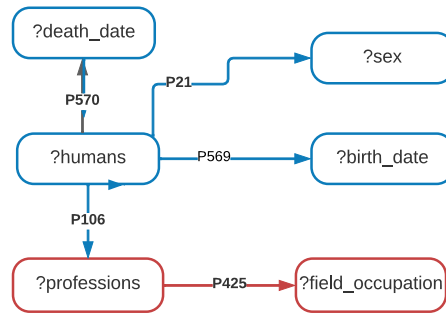 ?death_date
?sex
P21
P570
?humans
P569
?birth_date
P106
?professions
P425
?field_occupation